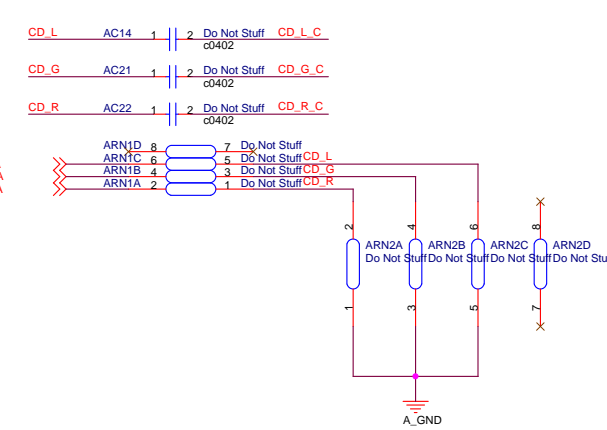 CD_L AC14 1 2 Do Not Stuff CD_L_C
c0402
CD_G AC21 1 2 Do Not Stuff CD_G_C
c0402
CD_R AC22 1 2 Do Not Stuff CD_R_C
c0402
ARN1D 8 7 Do Not Stuff
ARN1C 6 5 Do Not Stuff CD_L
A ARN1B 4 3 Do Not Stuff CD_G
ARN1A 2 1 Do Not Stuff CD_R
2 4 6 8
ARN2A ARN2B ARN2C ARN2D
Do Not Stuff Do Not Stuff Do Not Stuff Do Not Stu
1 3 5 7
A_GND